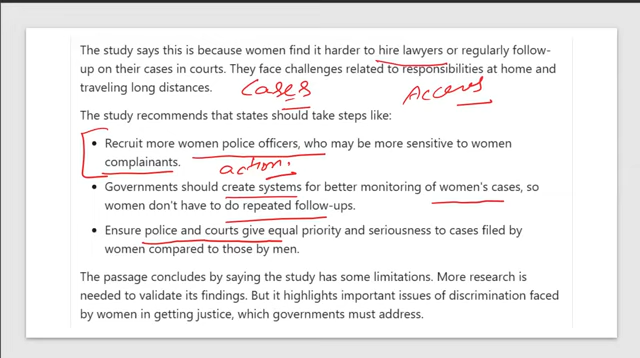 The study says this is because women find it harder to hire lawyers or regularly follow-
up on their cases in courts. They face challenges related to responsibilities at home and
traveling long distances.
Cases
Access
The study recommends that states should take steps like:
• Recruit more women police officers, who may be more sensitive to women
complainants.
action.
• Governments should create systems for better monitoring of women's cases, so
women don't have to do repeated follow-ups.
• Ensure police and courts give equal priority and seriousness to cases filed by
women compared to those by men.
The passage concludes by saying the study has some limitations. More research is
needed to validate its findings. But it highlights important issues of discrimination faced
by women in getting justice, which governments must address.